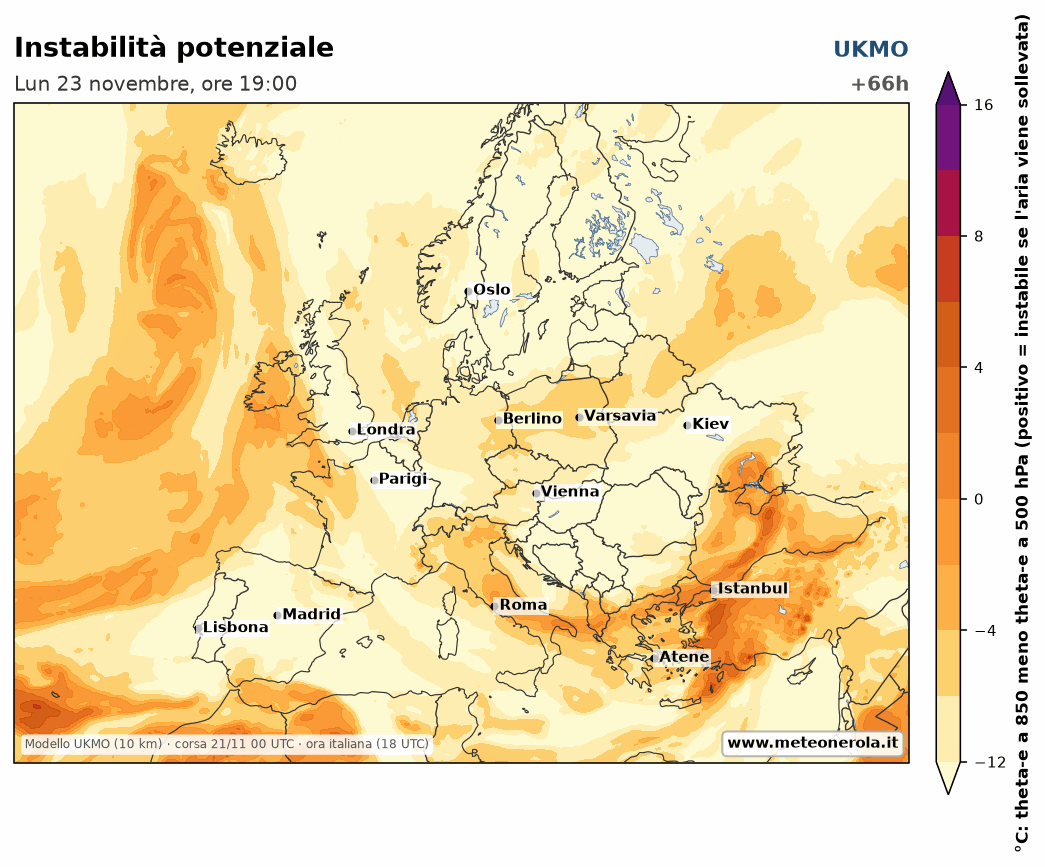 Instabilità potenziale
UKMO
Lun 23 novembre, ore 19:00
+66h
Oslo
Berlino
Varsavia
Londra
Kiev
Parigi
Vienna
Istanbul
Roma
Madrid
Lisbona
Atene
Modello UKMO (10 km) · corsa 21/11 00 UTC · ora italiana (18 UTC)
www.meteonerola.it
16
8
4
0
−4
−12
°C: theta-e a 850 meno theta-e a 500 hPa (positivo = instabile se l'aria viene sollevata)